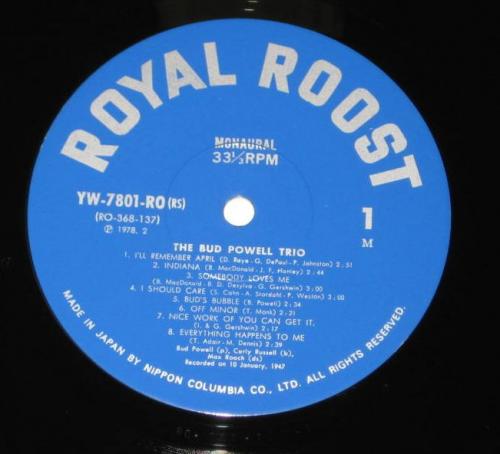 ROYAL ROOST
MONAURAL
33⅓RPM
YW-7801-RO (RS)
(RO-368-137)
Ⓟ 1978. 2
1
M
THE BUD POWELL TRIO
1. I'LL REMEMBER APRIL (D. Raye - G. DePaul - P. Johnston) 2:51
2. INDIANA (B. MacDonald - J. F. Hanley) 2:44
3. SOMEBODY LOVES ME
(B. MacDonald - B. D. Desylva - G. Gershwin) 3:00
4. I SHOULD CARE (S. Cahn - A. Stordahl - P. Weston) 3:00
5. BUD'S BUBBLE (B. Powell) 2:34
6. OFF MINOR (T. Monk) 2:21
7. NICE WORK OF YOU CAN GET IT.
(I. & G. Gershwin) 2:17
8. EVERYTHING HAPPENS TO ME
(T. Adair - M. Dennis) 2:39
Bud Powell (p), Curly Russell (b),
Max Roach (ds)
Recorded on 10 January, 1947
MADE IN JAPAN BY NIPPON COLUMBIA CO., LTD. ALL RIGHTS RESERVED.